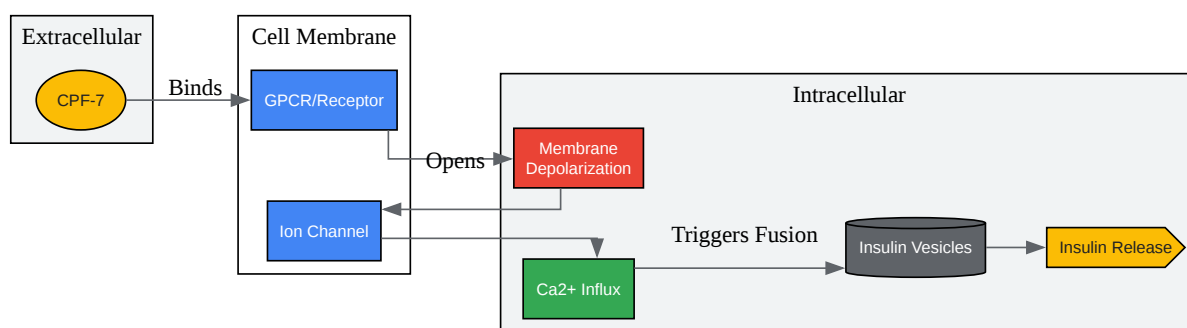 Extracellular
CPF-7
Binds
Cell Membrane
GPCR/Receptor
Opens
Ion Channel
Intracellular
Membrane
Depolarization
Ca2+ Influx
Triggers Fusion
Insulin Vesicles
Insulin Release